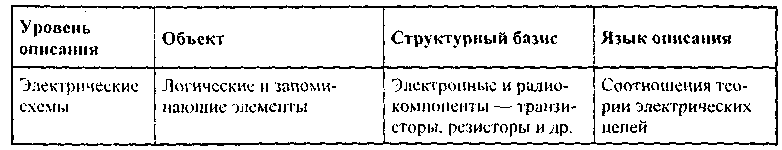 Уровень
описания
Объект
Структурный базис
Язык описания
Электрические
схемы
Логические и запоми-
нающие элементы
Электронные и радио-
компоненты — транзи-
сторы, резисторы и др.
Соотношения тео-
рии электрических
цепей